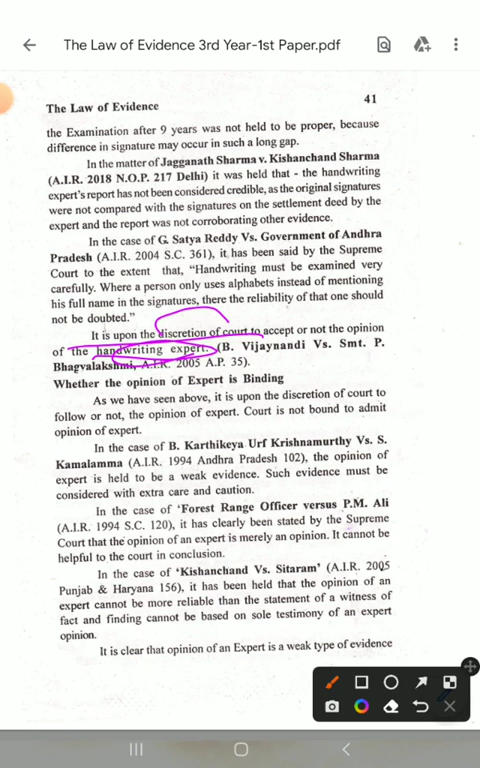 The Law of Evidence 3rd Year-1st Paper.pdf
The Law of Evidence 41
the Examination after 9 years was not held to be proper, because
difference in signature may occur in such a long gap.
In the matter of Jagganath Sharma v. Kishanchand Sharma
(A.I.R. 2018 N.O.P. 217 Delhi) it was held that - the handwriting
expert's report has not been considered credible, as the original signatures
were not compared with the signatures on the settlement deed by the
expert and the report was not corroborating other evidence.
In the case of G. Satya Reddy Vs. Government of Andhra
Pradesh (A.I.R. 2004 S.C. 361), it has been said by the Supreme
Court to the extent that, "Handwriting must be examined very
carefully. Where a person only uses alphabets instead of mentioning
his full name in the signatures, there the reliability of that one should
not be doubted."
It is upon the discretion of court to accept or not the opinion
of the handwriting expert. (B. Vijaynandi Vs. Smt. P.
Bhagvalakshmi, A.I.R. 2005 A.P. 35).
Whether the opinion of Expert is Binding
As we have seen above, it is upon the discretion of court to
follow or not, the opinion of expert. Court is not bound to admit
opinion of expert.
In the case of B. Karthikeya Urf Krishnamurthy Vs. S.
Kamalamma (A.I.R. 1994 Andhra Pradesh 102), the opinion of
expert is held to be a weak evidence. Such evidence must be
considered with extra care and caution.
In the case of 'Forest Range Officer versus P.M. Ali
(A.I.R. 1994 S.C. 120), it has clearly been stated by the Supreme
Court that the opinion of an expert is merely an opinion. It cannot be
helpful to the court in conclusion.
In the case of 'Kishanchand Vs. Sitaram' (A.I.R. 2005
Punjab & Haryana 156), it has been held that the opinion of an
expert cannot be more reliable than the statement of a witness of
fact and finding cannot be based on sole testimony of an expert
opinion.
It is clear that opinion of an Expert is a weak type of evidence